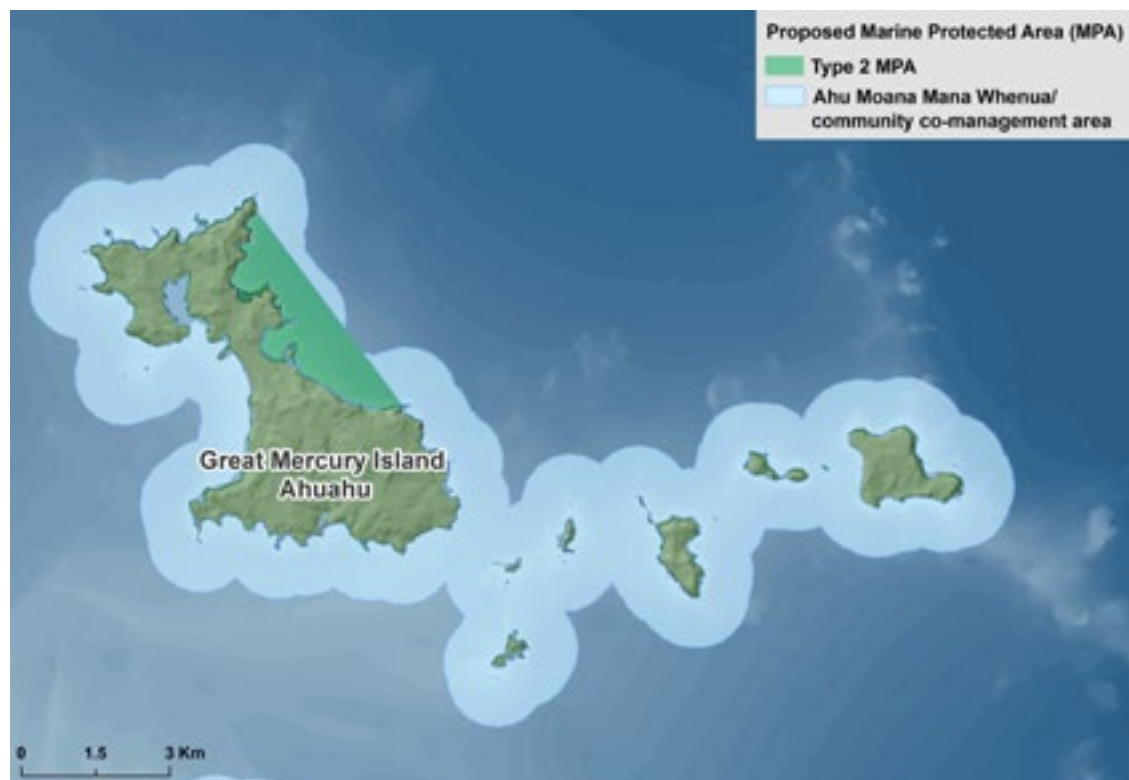 Proposed Marine Protected Area (MPA)
Type 2 MPA
Ahu Moana Mana Whenua/
community co-management area
Great Mercury Island
Ahuahu
0 1.5 3 Km